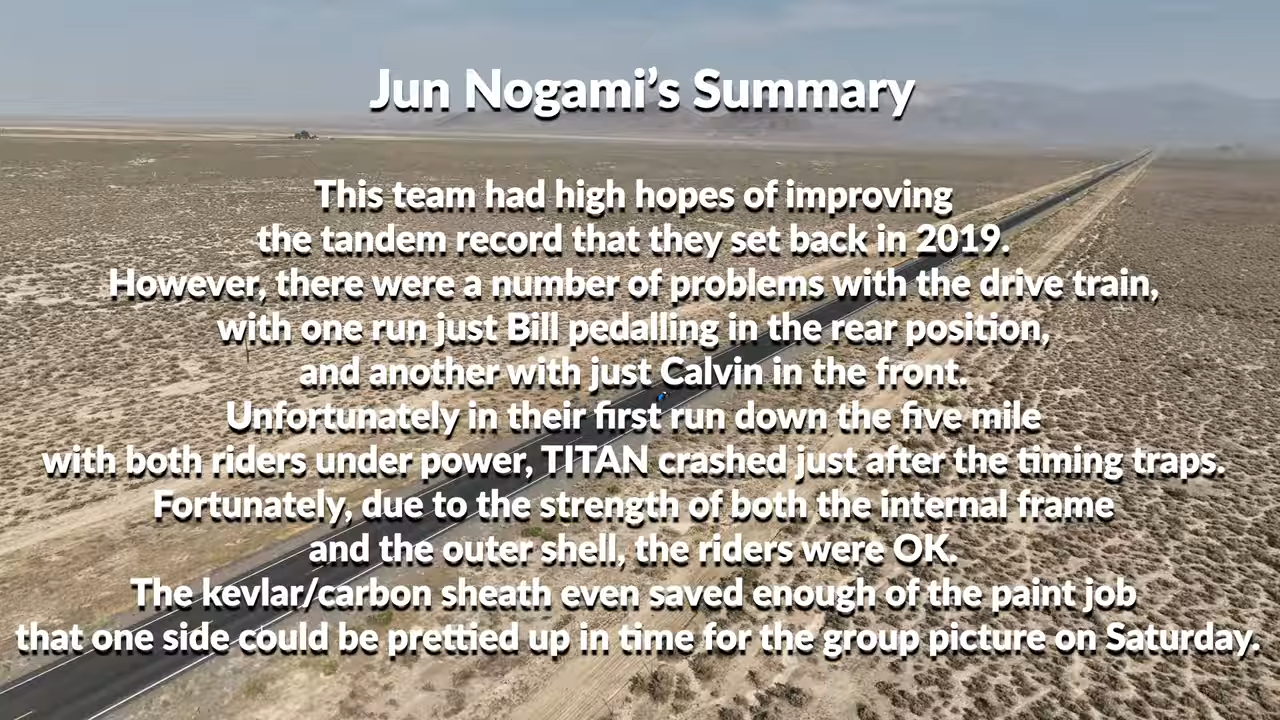 Jun Nogami’s Summary
This team had high hopes of improving
the tandem record that they set back in 2019.
However, there were a number of problems with the drive train,
with one run just Bill pedalling in the rear position,
and another with just Calvin in the front.
Unfortunately in their first run down the five mile
with both riders under power, TITAN crashed just after the timing traps.
Fortunately, due to the strength of both the internal frame
and the outer shell, the riders were OK.
The kevlar/carbon sheath even saved enough of the paint job
that one side could be prettied up in time for the group picture on Saturday.